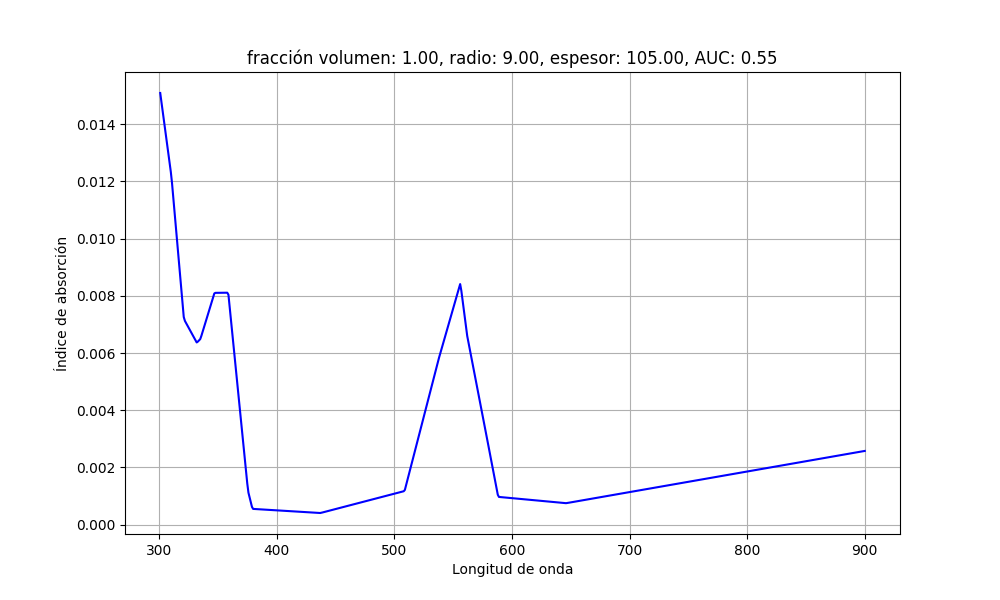 fracción volumen: 1.00, radio: 9.00, espesor: 105.00, AUC: 0.55
Índice de absorción
0.014
0.012
0.010
0.008
0.006
0.004
0.002
0.000
300 400 500 600 700 800 900
Longitud de onda